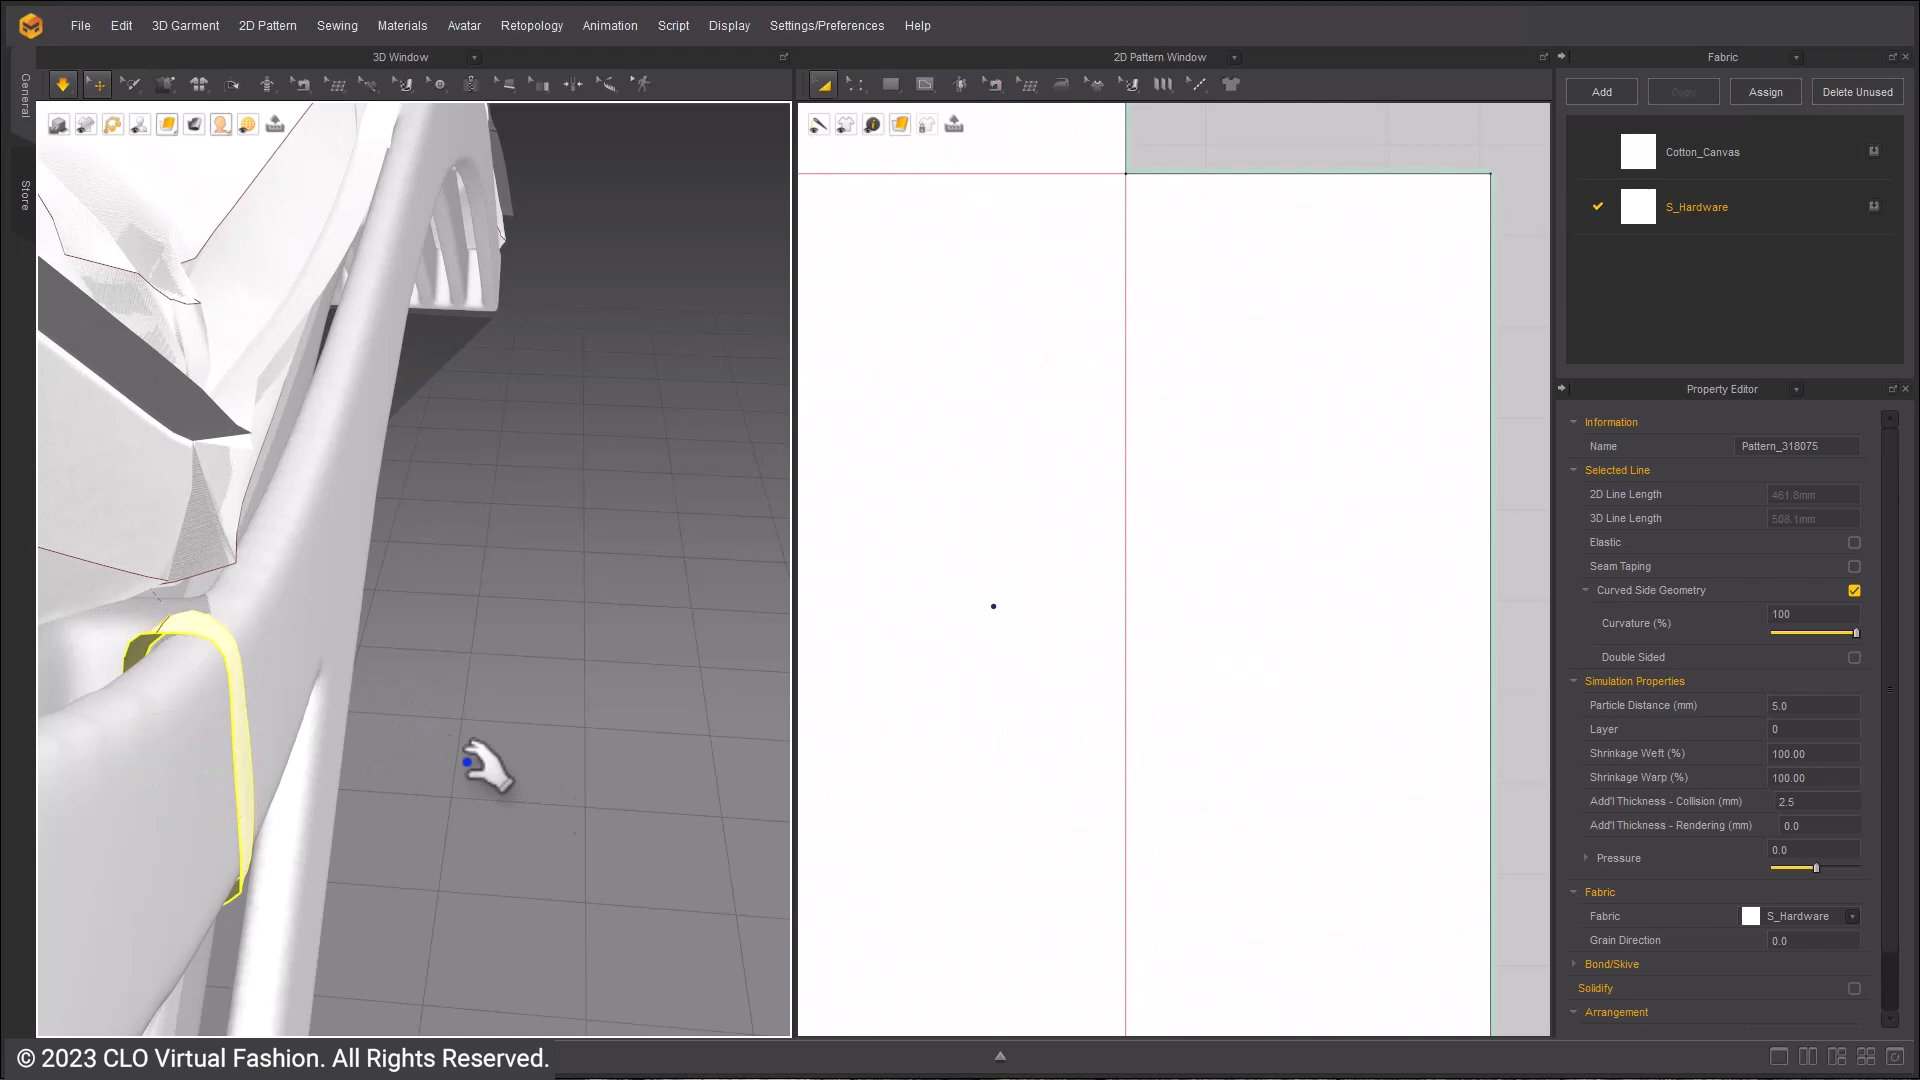 File Edit 3D Garment 2D Pattern Sewing Materials Avatar Retopology Animation Script Display Settings/Preferences Help
3D Window
2D Pattern Window
Fabric
General
Store
Add Copy Assign Delete Unused
Cotton_Canvas
S_Hardware
Property Editor
Information
Name Pattern_318075
Selected Line
2D Line Length 461.8mm
3D Line Length 508.1mm
Elastic
Seam Taping
Curved Side Geometry
100
Curvature (%)
Double Sided
Simulation Properties
Particle Distance (mm) 5.0
Layer 0
Shrinkage Weft (%) 100.00
Shrinkage Warp (%) 100.00
Add'l Thickness - Collision (mm) 2.5
Add'l Thickness - Rendering (mm) 0.0
0.0
Pressure
Fabric
Fabric S_Hardware
Grain Direction 0.0
Bond/Skive
Solidify
Arrangement
© 2023 CLO Virtual Fashion. All Rights Reserved.